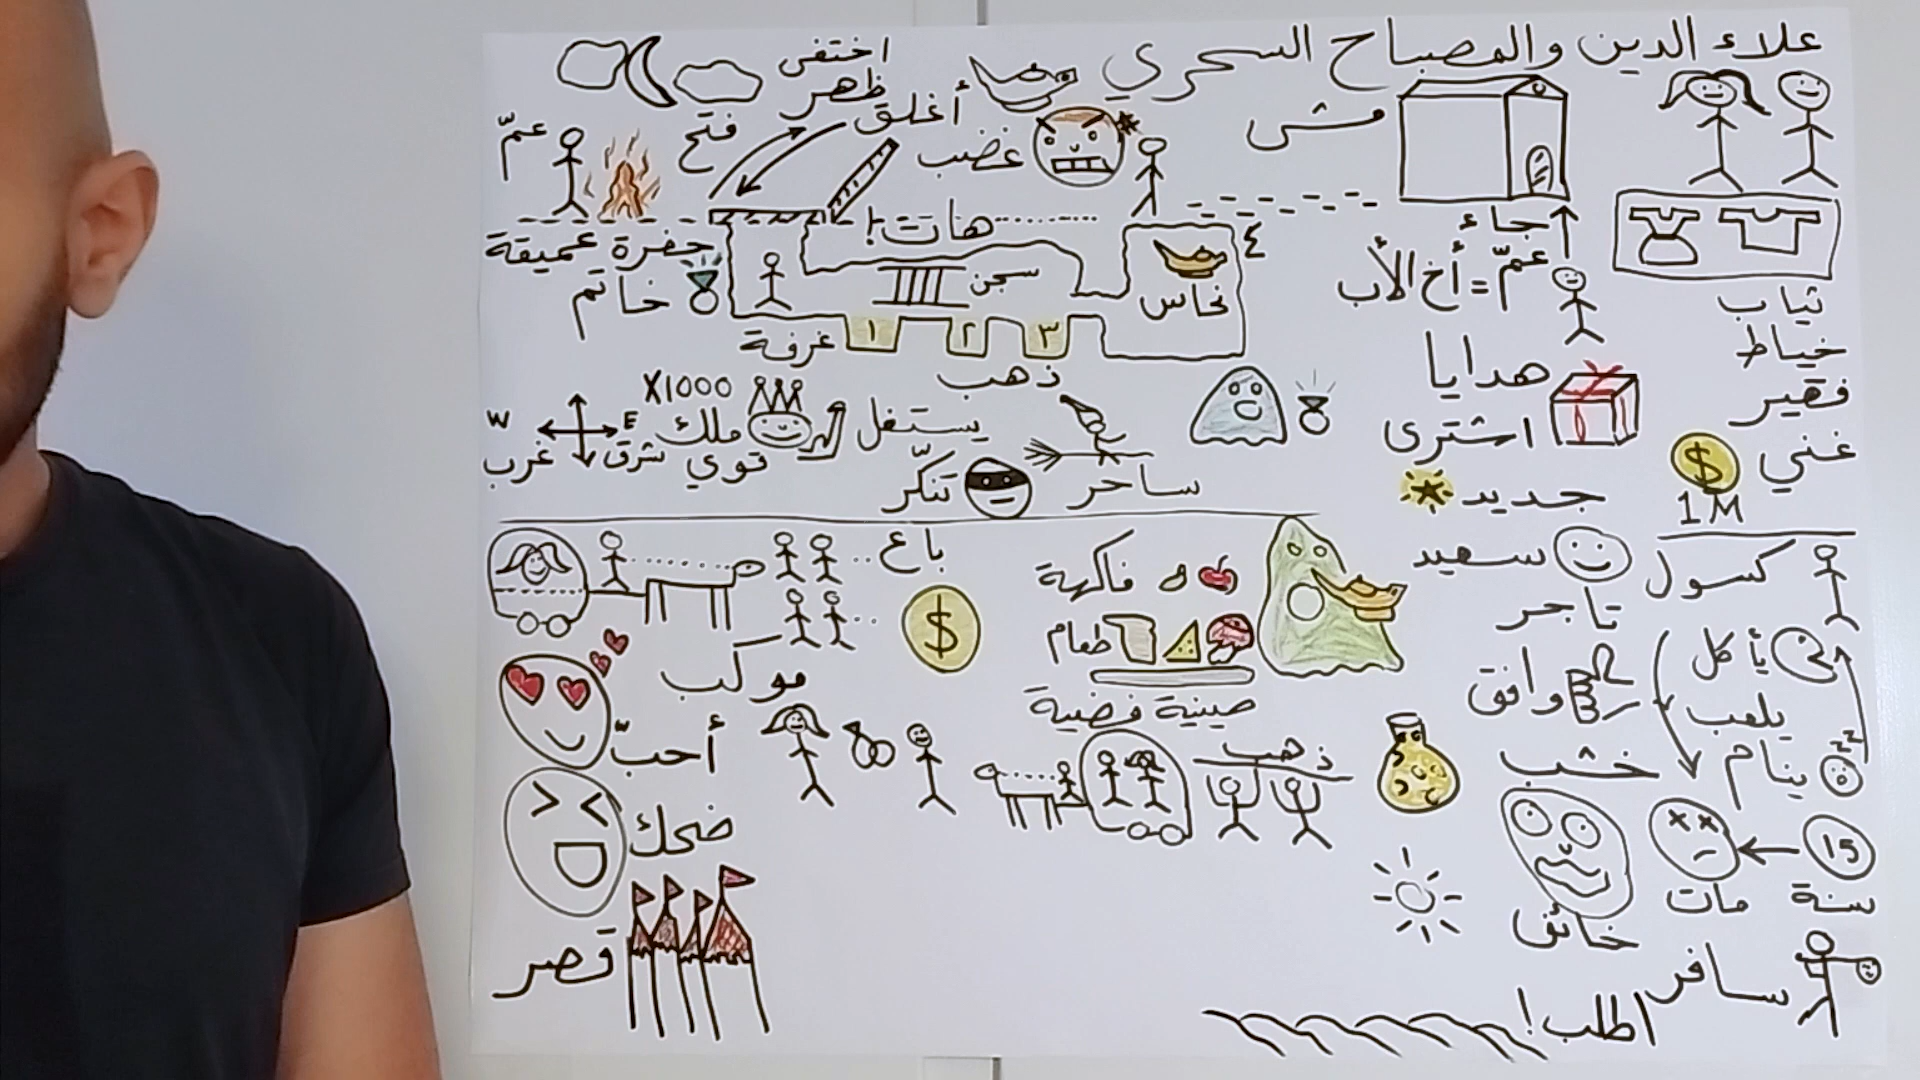 علاء الدين والمصباح السحري
ثياب
خياط
فقير
غني
$
1M
كسول
يأكل
يلعب
ينام
zz
15
سنة
مات
سافر
اطلب!
جاء
عمّ = أخ الأب
هدايا
اشترى
جديد
سعيد
تاجر
وافق
خشب
خائف
اختفى
ظهر
أغلق
فتح
غضب
عمّ
هات!
حفرة عميقة
خاتم
سجن
٤
نحاس
١
٢
٣
غرفة
ذهب
X1000
ملك
قوي
W
E
شرق
غرب
ساحر
تنكّر
باع
$
فاكهة
طعام
صينية فضية
ذهب
موكب
أحبّ
ضحك
قصر